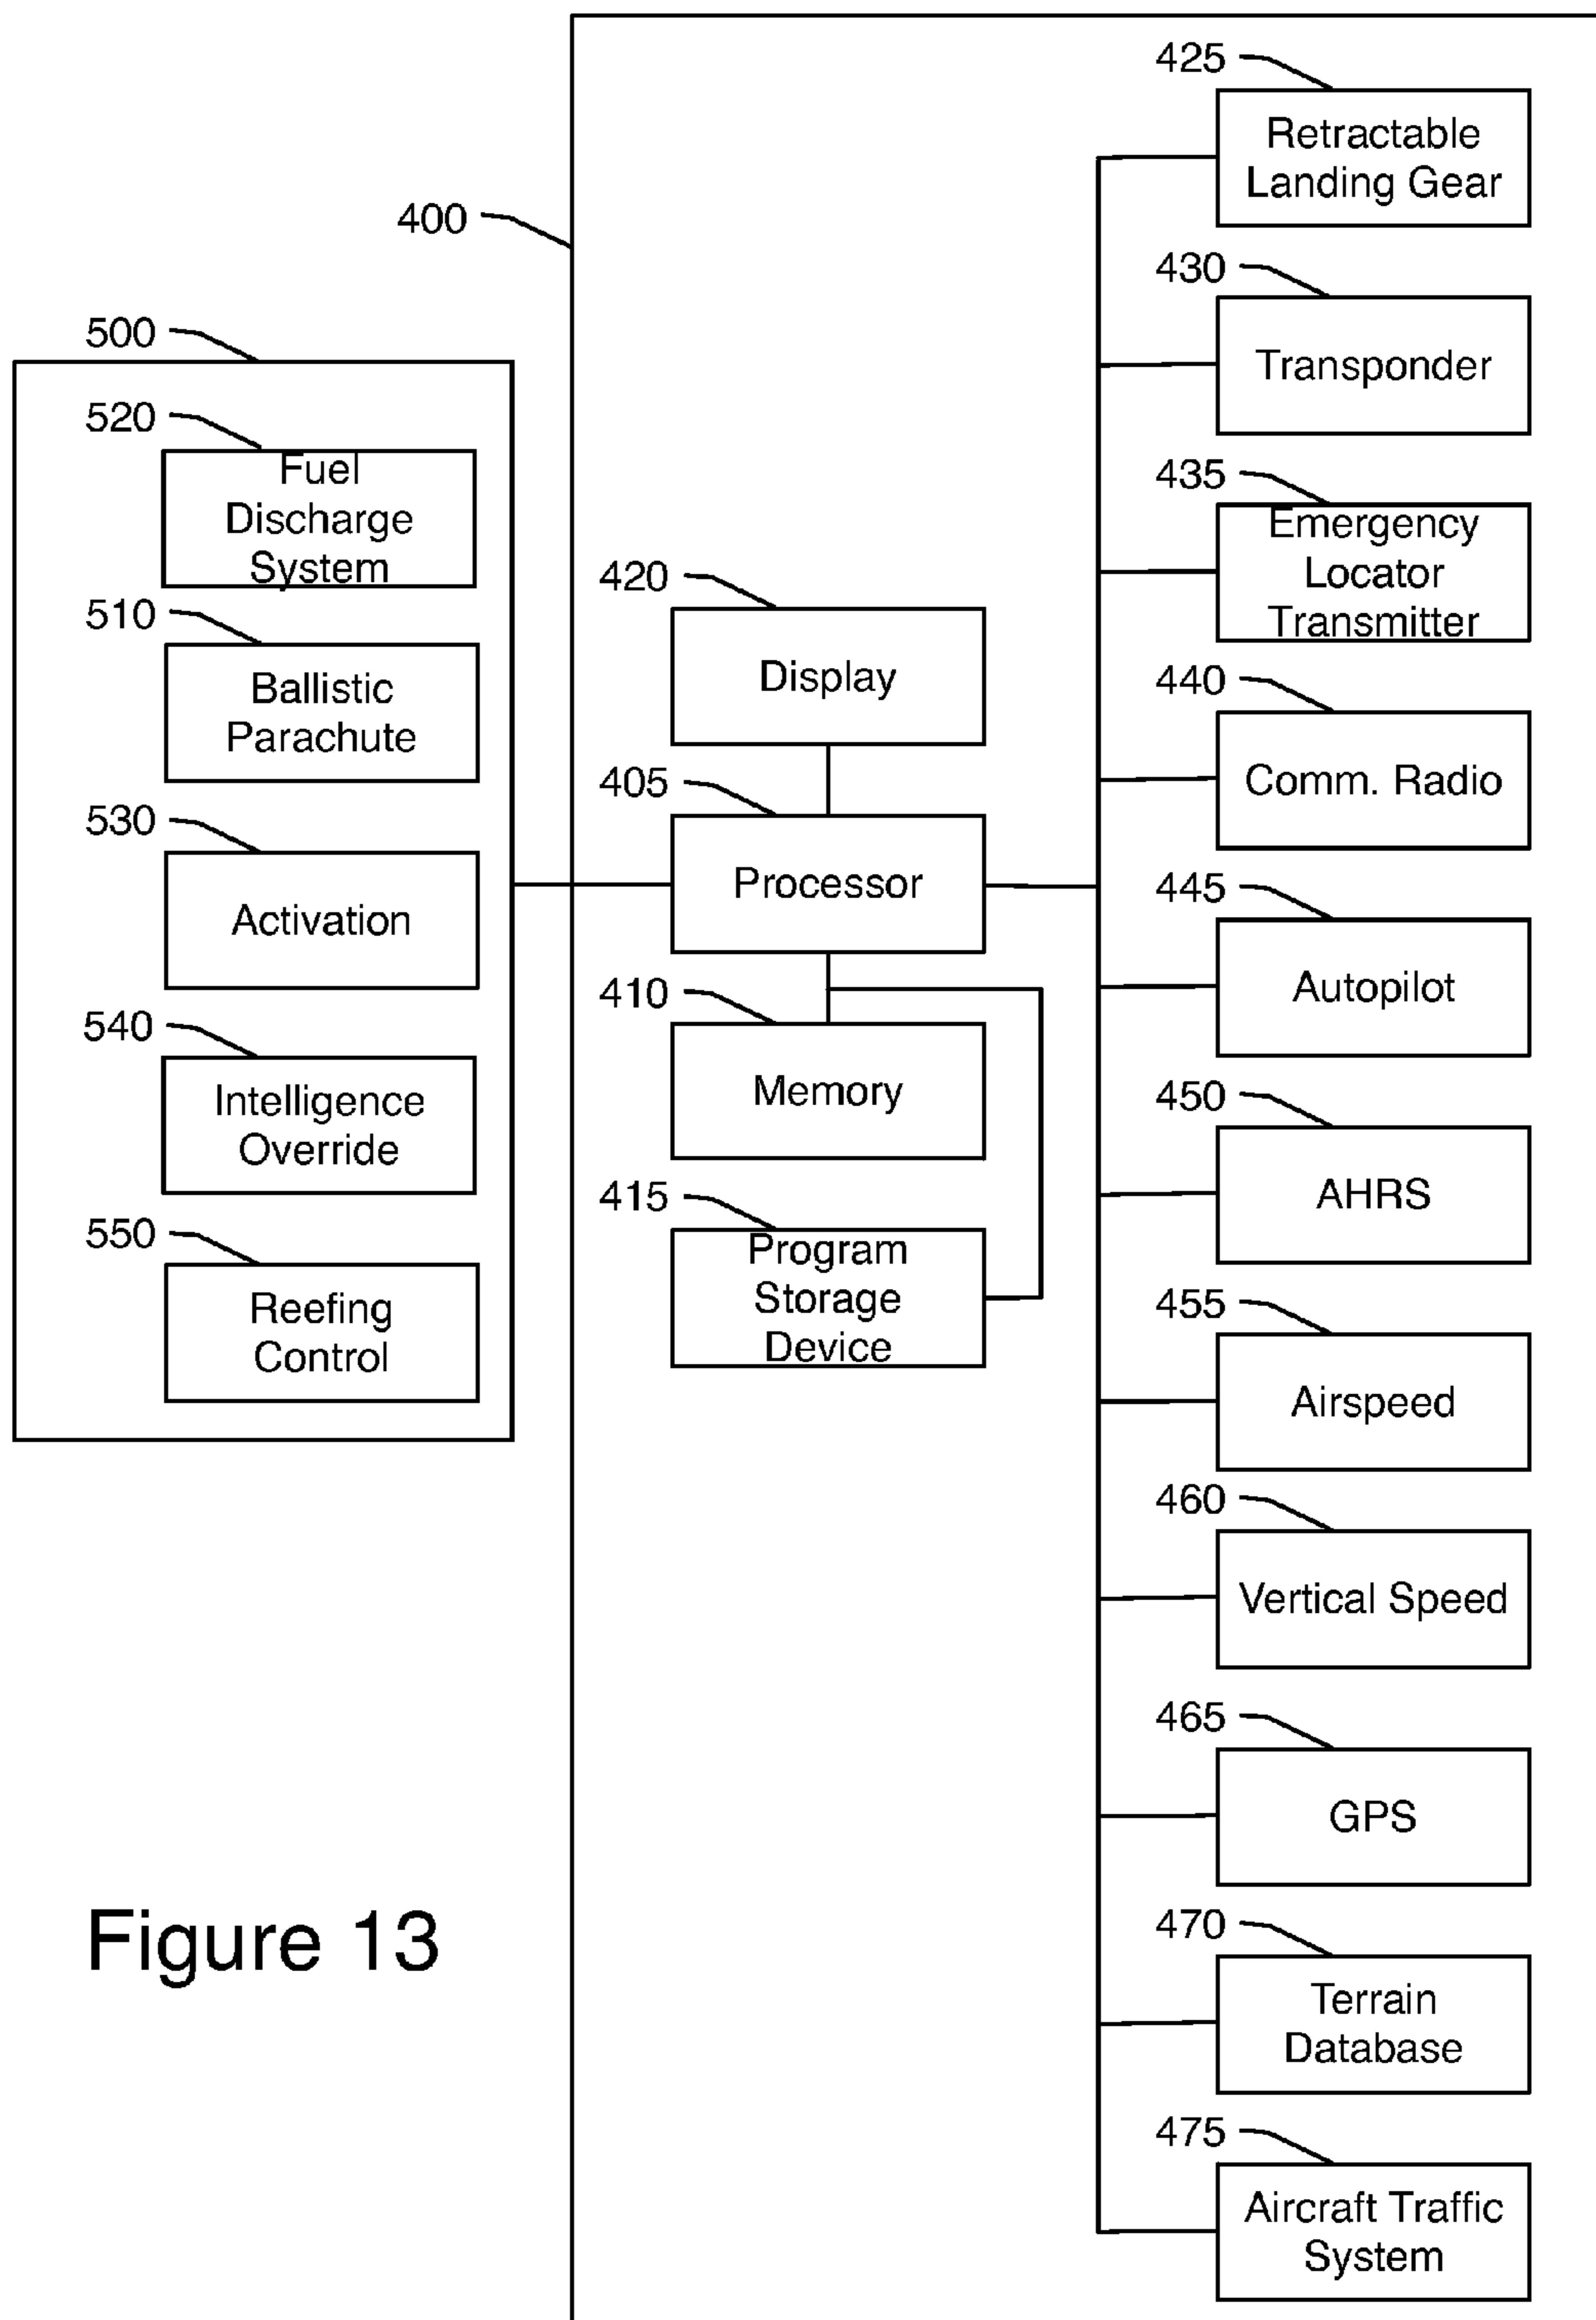 400
500
520
Fuel
Discharge
System
510
Ballistic
Parachute
530
Activation
540
Intelligence
Override
550
Reefing
Control
420
Display
405
Processor
410
Memory
415
Program
Storage
Device
425
Retractable
Landing Gear
430
Transponder
435
Emergency
Locator
Transmitter
440
Comm. Radio
445
Autopilot
450
AHRS
455
Airspeed
460
Vertical Speed
465
GPS
470
Terrain
Database
475
Aircraft Traffic
System
Figure 13